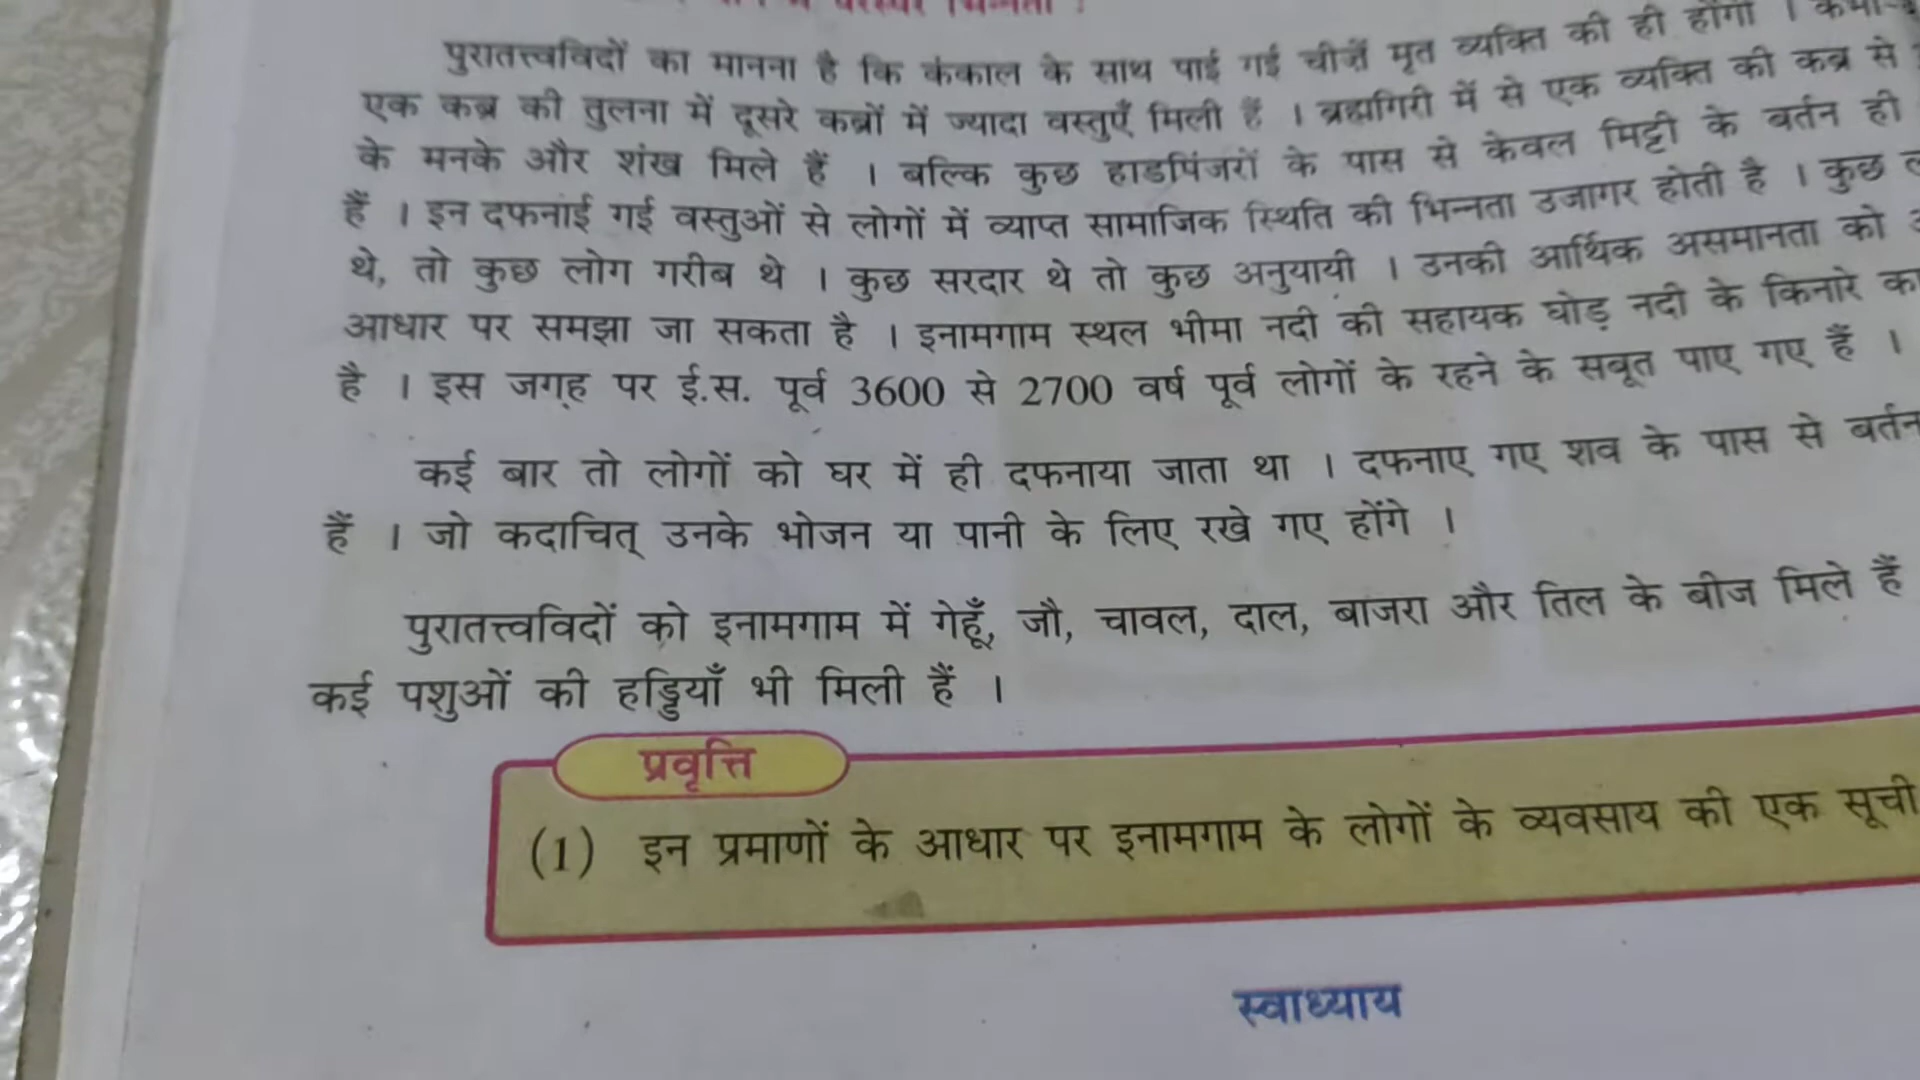 पुरातत्त्वविदों का मानना है कि कंकाल के साथ पाई गई चीज़ें मृत व्यक्ति की ही होंगी ।
एक कब्र की तुलना में दूसरे कब्रों में ज्यादा वस्तुएँ मिली हैं । ब्रह्मगिरी में से एक व्यक्ति की कब्र से
के मनके और शंख मिले हैं । बल्कि कुछ हाडपिंजरों के पास से केवल मिट्टी के बर्तन ही
हैं । इन दफनाई गई वस्तुओं से लोगों में व्याप्त सामाजिक स्थिति की भिन्नता उजागर होती है । कुछ
थे, तो कुछ लोग गरीब थे । कुछ सरदार थे तो कुछ अनुयायी । उनकी आर्थिक असमानता को
आधार पर समझा जा सकता है । इनामगाम स्थल भीमा नदी की सहायक घोड़ नदी के किनारे
है । इस जगह पर ई.स. पूर्व 3600 से 2700 वर्ष पूर्व लोगों के रहने के सबूत पाए गए हैं ।
कई बार तो लोगों को घर में ही दफनाया जाता था । दफनाए गए शव के पास से बर्तन
हैं । जो कदाचित् उनके भोजन या पानी के लिए रखे गए होंगे ।
पुरातत्त्वविदों को इनामगाम में गेहूँ, जौ, चावल, दाल, बाजरा और तिल के बीज मिले हैं
कई पशुओं की हड्डियाँ भी मिली हैं ।
प्रवृत्ति
(1) इन प्रमाणों के आधार पर इनामगाम के लोगों के व्यवसाय की एक सूची
स्वाध्याय